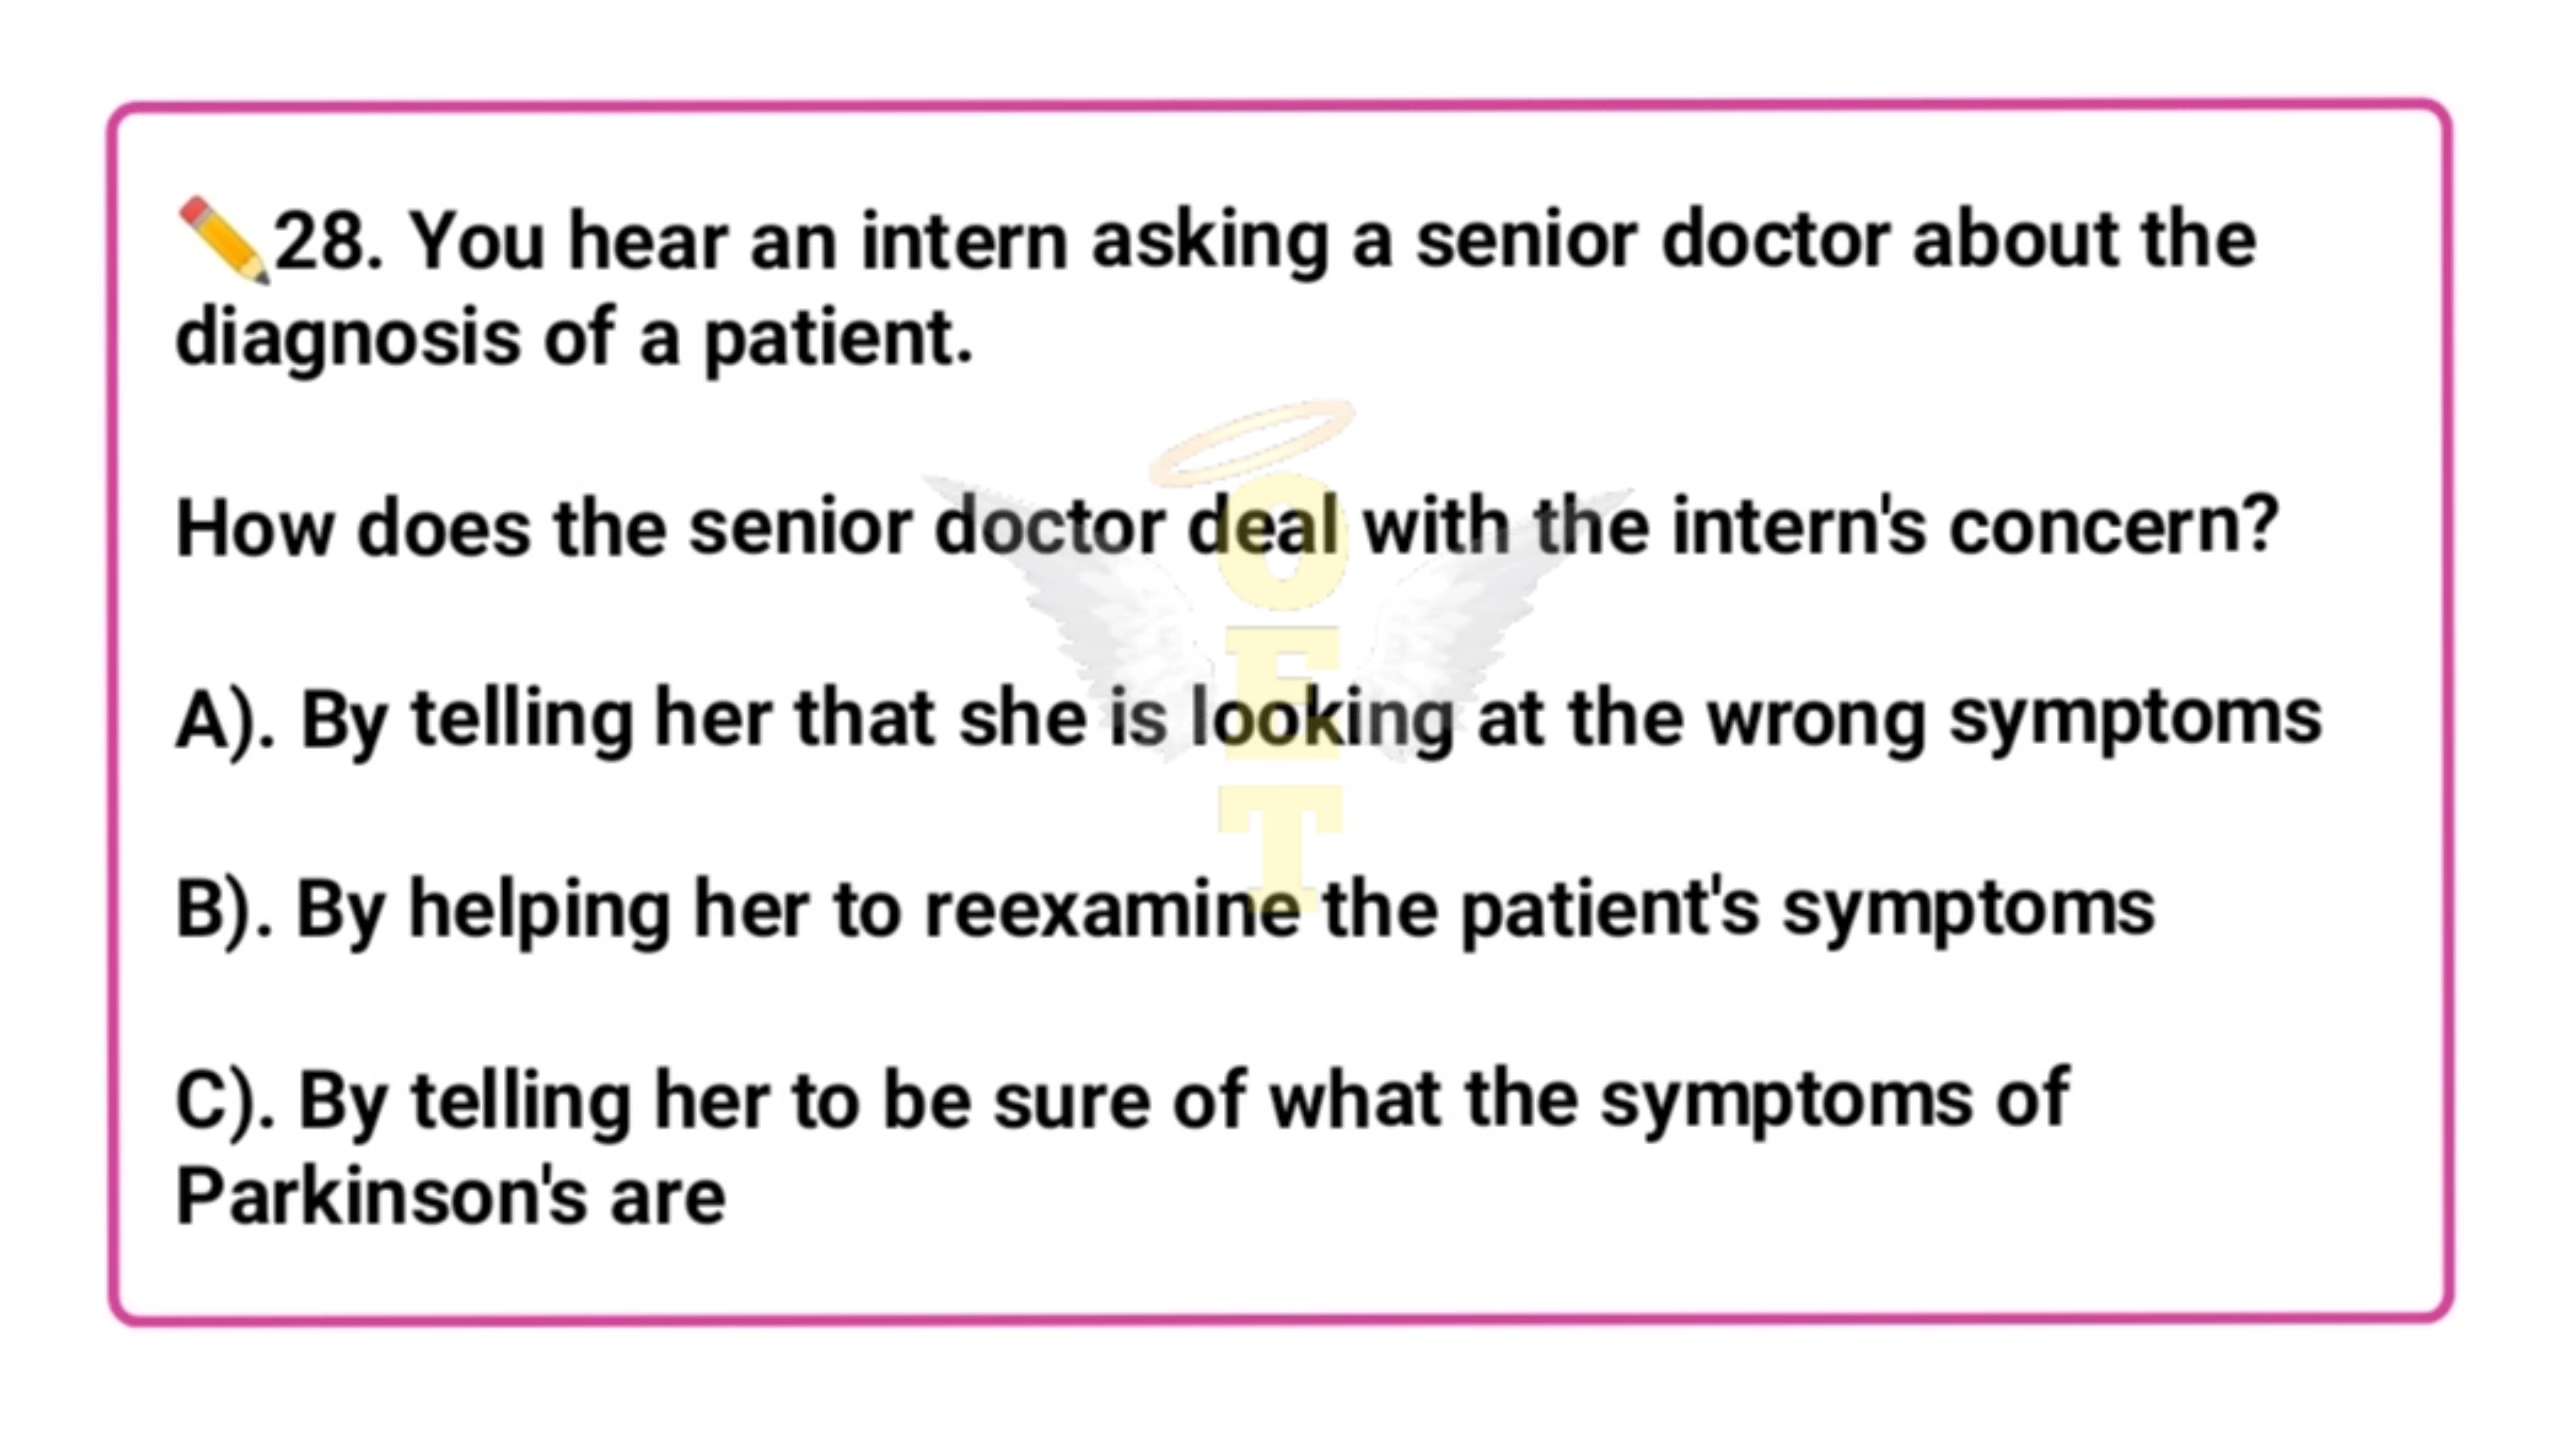 ✏️28. You hear an intern asking a senior doctor about the
diagnosis of a patient.
How does the senior doctor deal with the intern's concern?
A). By telling her that she is looking at the wrong symptoms
B). By helping her to reexamine the patient's symptoms
C). By telling her to be sure of what the symptoms of
Parkinson's are
O
E
T